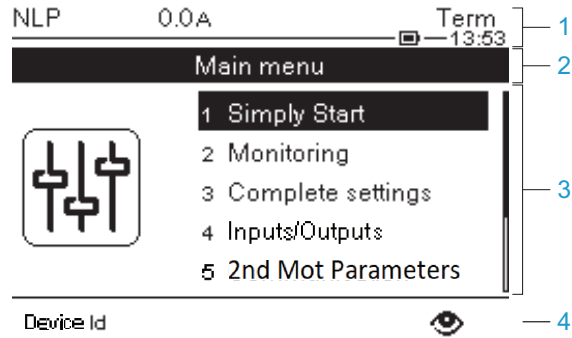 NLP 0.0A Term
13:53 1
Main menu 2
1 Simply Start
2 Monitoring
3 Complete settings 3
4 Inputs/Outputs
5 2nd Mot Parameters
Device Id 4